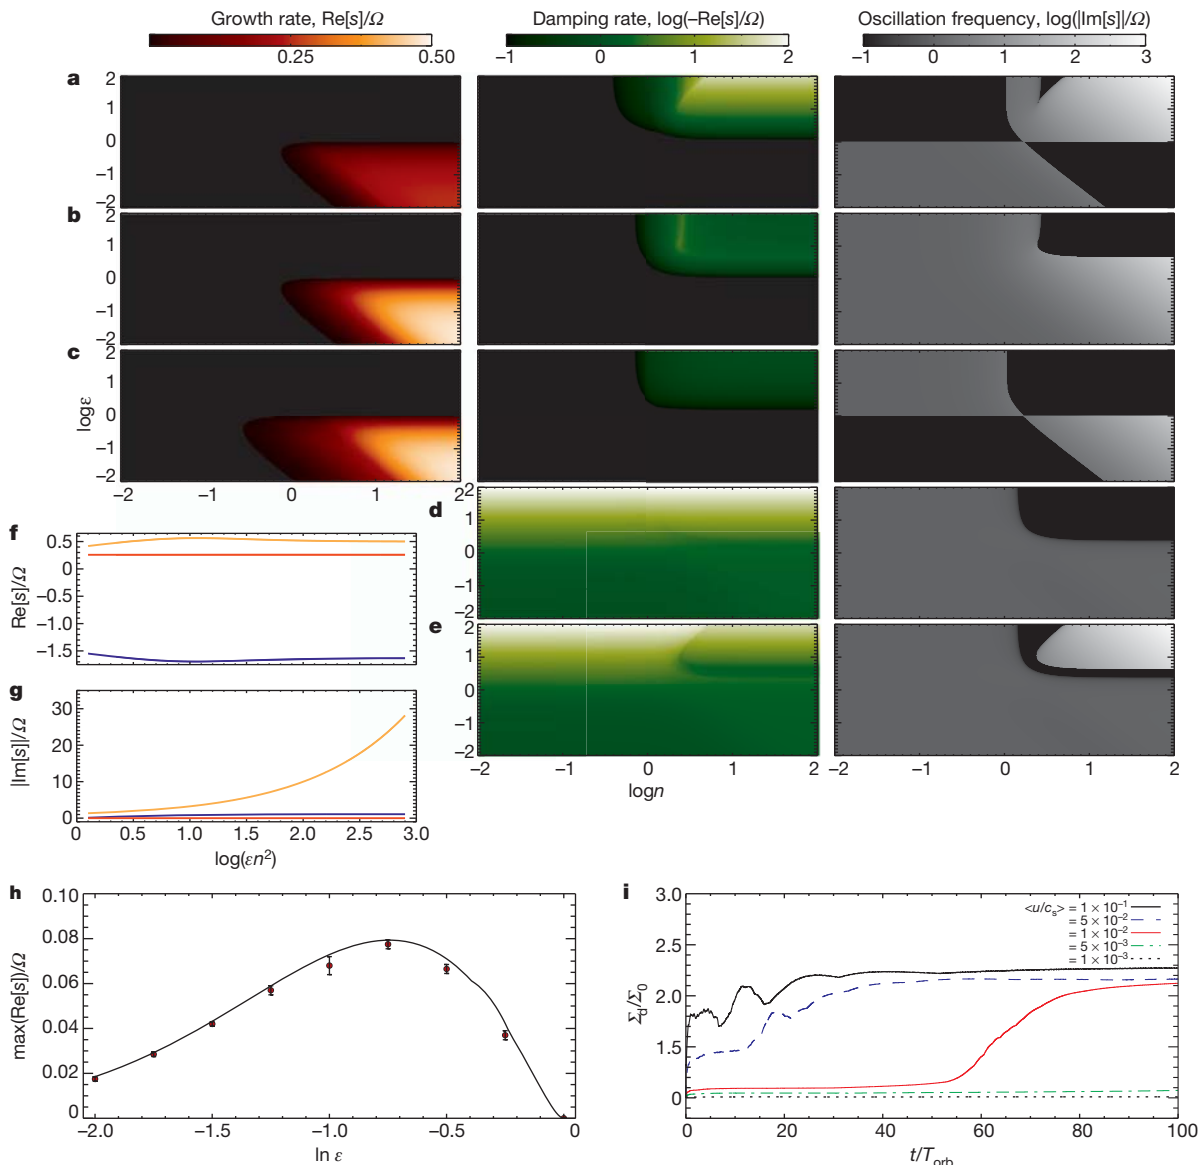 Growth rate, Re[s]/Ω
0.25 0.50
Damping rate, log(–Re[s]/n)
−1 0 1 2
Oscillation frequency, log(|Im[s]|/Ω)
−1 0 1 2 3
a
2
1
0
−1
−2
b
2
1
0
−1
−2
c
2
1
0
−1
−2
logε
−2 −1 0 1 2
d
2
1
0
−1
−2
e
2
1
0
−1
−2
−2 −1 0 1 2
−2 −1 0 1 2
logn
f
0.5
0
−0.5
−1.0
−1.5
Re[s]/Ω
g
30
20
10
0
|Im[s]|/Ω
0 0.5 1.0 1.5 2.0 2.5 3.0
log(εn²)
h
0.10
0.08
0.06
0.04
0.02
0
max(Re[s])/Ω
−2.0 −1.5 −1.0 −0.5 0
ln ε
i
3.0
2.5
2.0
1.5
1
0
Σd/Σ0
<u/cs> = 1 × 10⁻¹
= 5 × 10⁻²
= 1 × 10⁻²
= 5 × 10⁻³
= 1 × 10⁻³
0 20 40 60 80 100
t/Torb